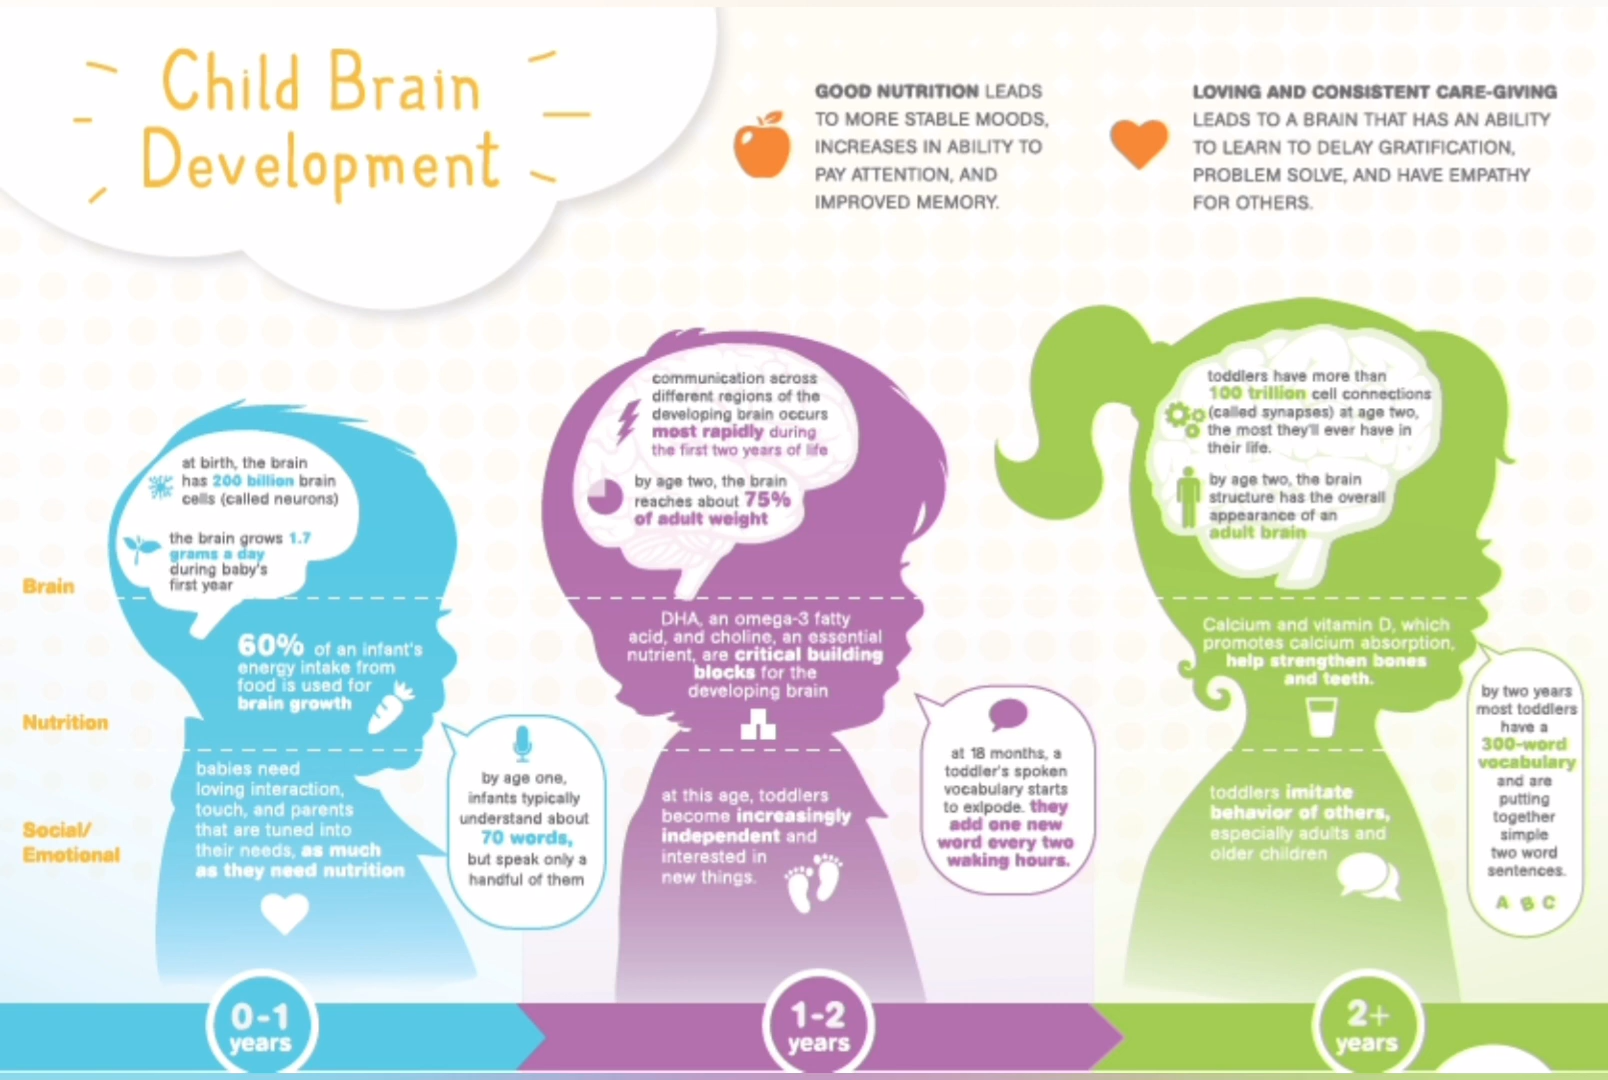 Child Brain
Development
GOOD NUTRITION LEADS
TO MORE STABLE MOODS,
INCREASES IN ABILITY TO
PAY ATTENTION, AND
IMPROVED MEMORY.
LOVING AND CONSISTENT CARE-GIVING
LEADS TO A BRAIN THAT HAS AN ABILITY
TO LEARN TO DELAY GRATIFICATION,
PROBLEM SOLVE, AND HAVE EMPATHY
FOR OTHERS.
Brain
at birth, the brain
has 200 billion brain
cells (called neurons)
the brain grows 1.7
grams a day
during baby's
first year
communication across
different regions of the
developing brain occurs
most rapidly during
the first two years of life
by age two, the brain
reaches about 75%
of adult weight
toddlers have more than
100 trillion cell connections
(called synapses) at age two,
the most they'll ever have in
their life.
by age two, the brain
structure has the overall
appearance of an
adult brain
Nutrition
60% of an infant's
energy intake from
food is used for
brain growth
DHA, an omega-3 fatty
acid, and choline, an essential
nutrient, are critical building
blocks for the
developing brain
Calcium and vitamin D, which
promotes calcium absorption,
help strengthen bones
and teeth.
Social/
Emotional
babies need
loving interaction,
touch, and parents
that are tuned into
their needs, as much
as they need nutrition
by age one,
infants typically
understand about
70 words,
but speak only a
handful of them
at this age, toddlers
become increasingly
independent and
interested in
new things.
at 18 months, a
toddler's spoken
vocabulary starts
to exlpode. they
add one new
word every two
waking hours.
toddlers imitate
behavior of others,
especially adults and
older children
by two years
most toddlers
have a
300-word
vocabulary
and are
putting
together
simple
two word
sentences.
A B C
0-1
years
1-2
years
2+
years